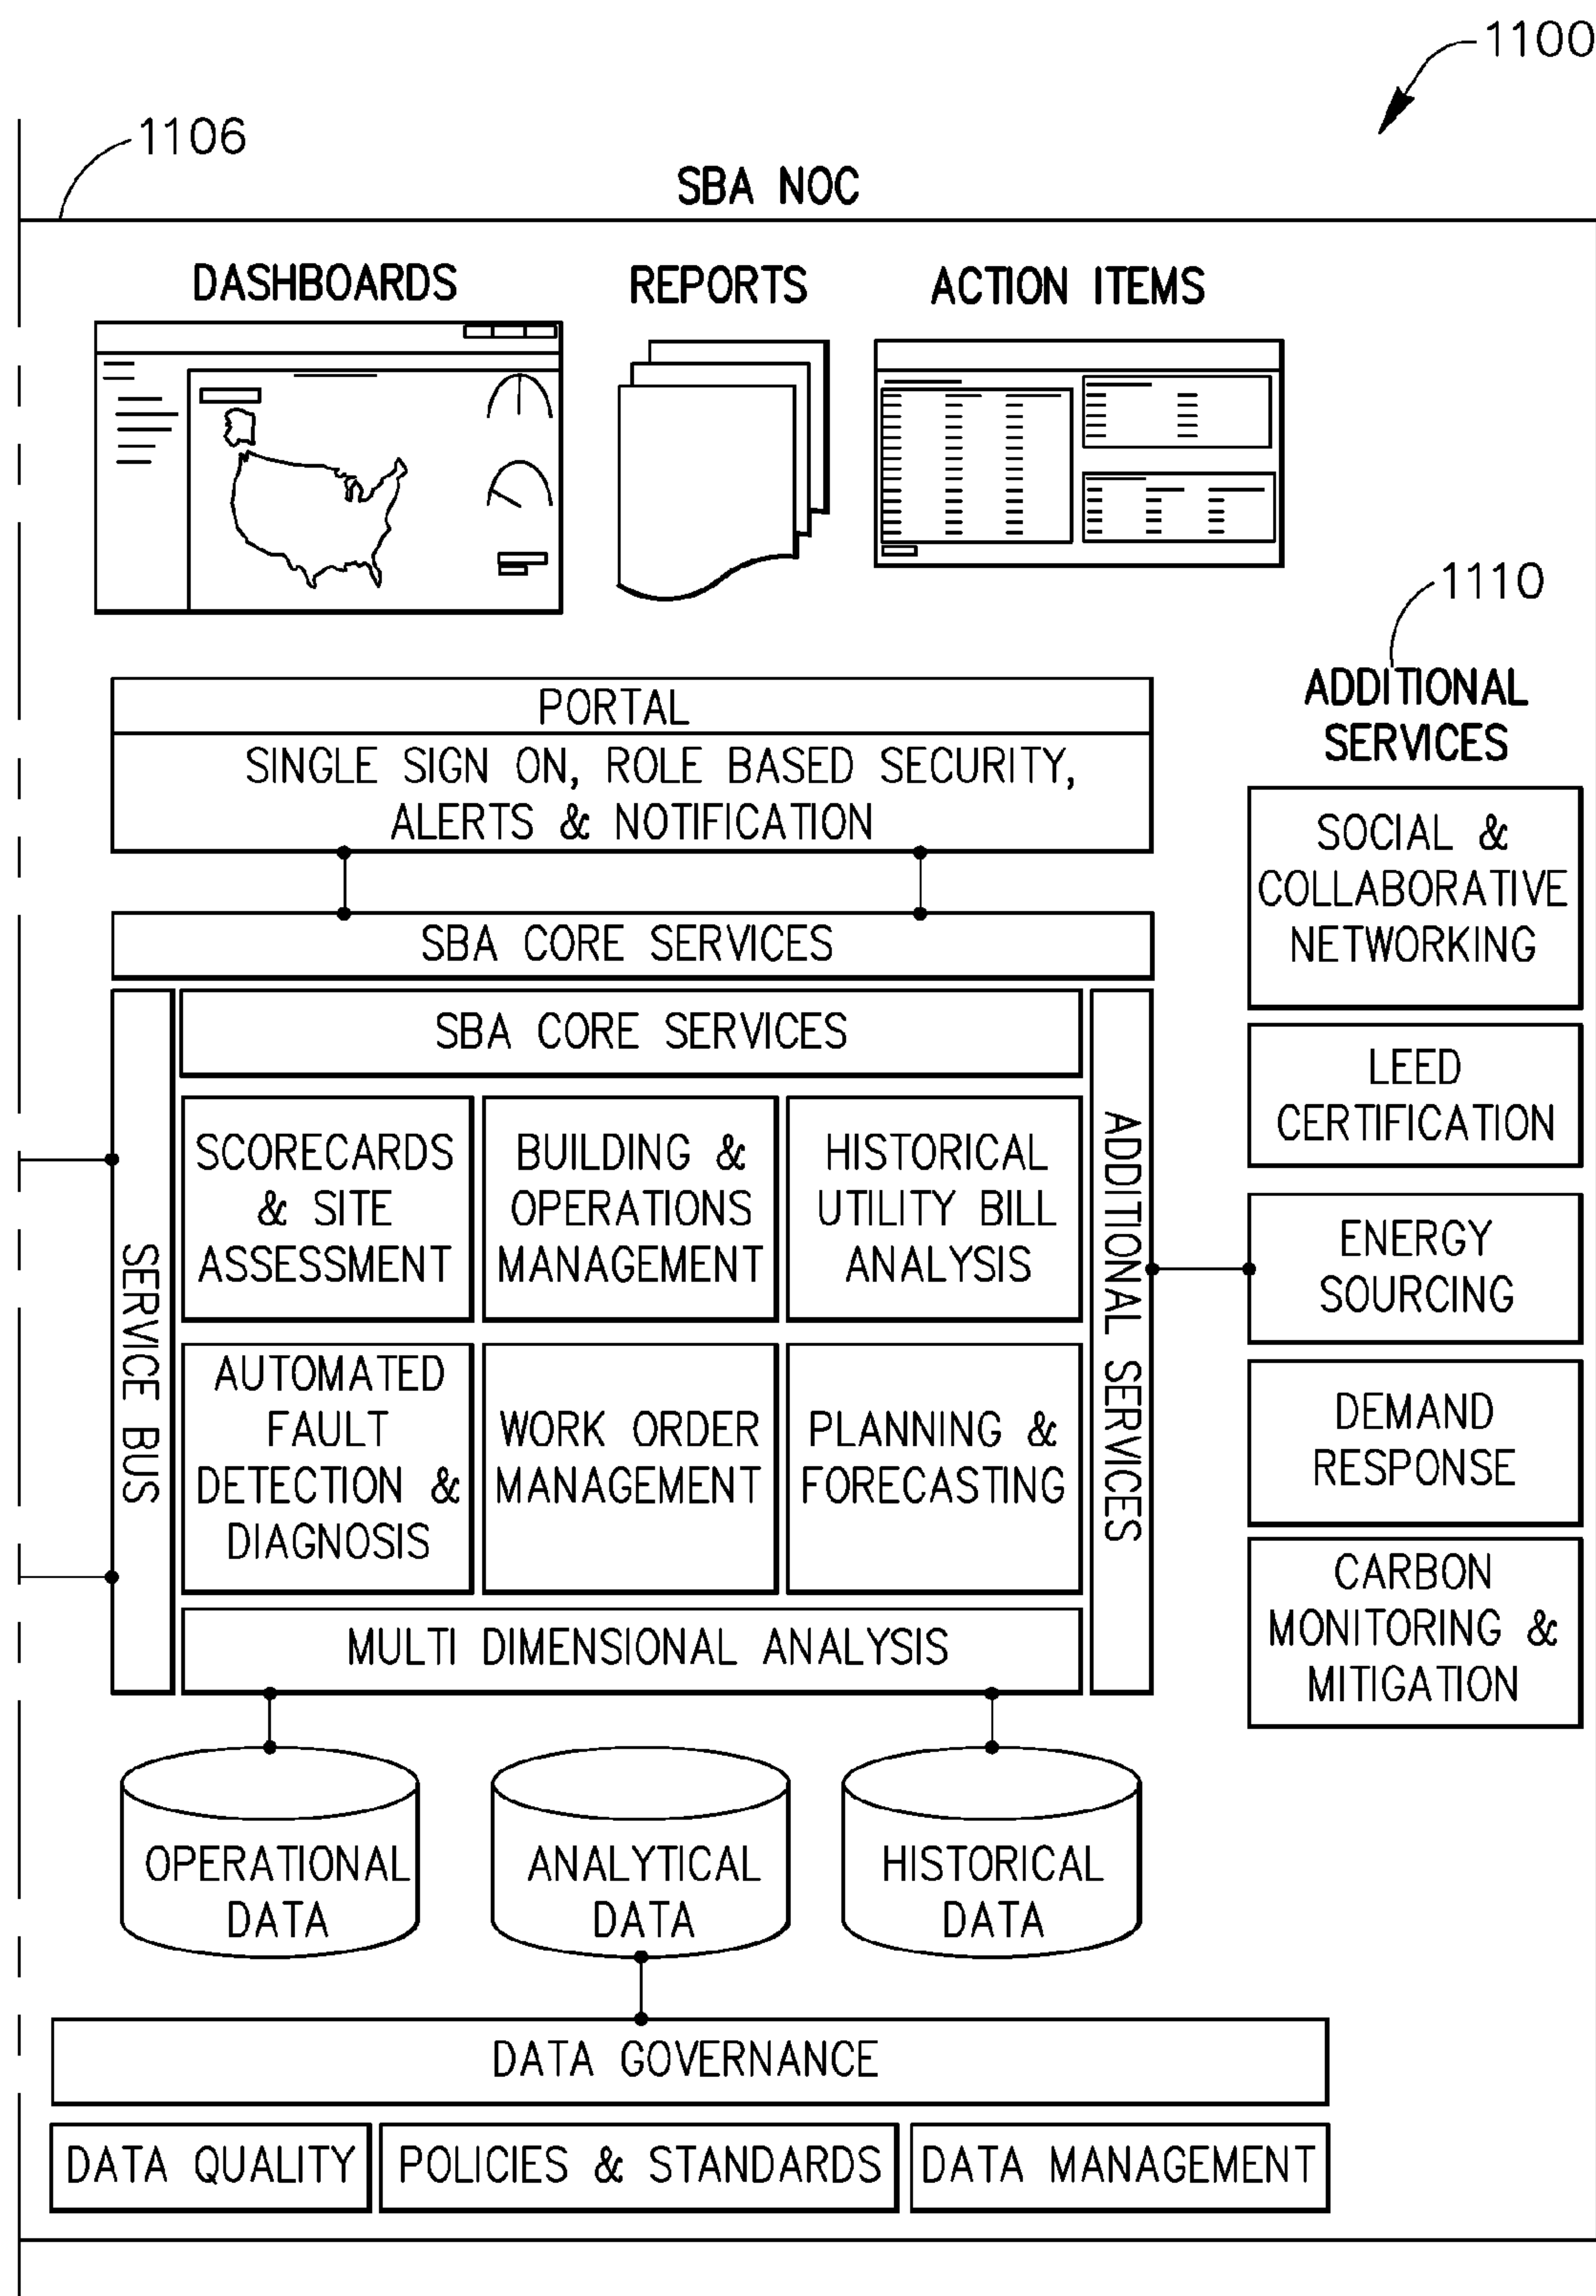 1100
1106
SBA NOC
DASHBOARDS
REPORTS
ACTION ITEMS
1110
ADDITIONAL
SERVICES
PORTAL
SINGLE SIGN ON, ROLE BASED SECURITY,
ALERTS & NOTIFICATION
SBA CORE SERVICES
SBA CORE SERVICES
SERVICE BUS
SCORECARDS
& SITE
ASSESSMENT
BUILDING &
OPERATIONS
MANAGEMENT
HISTORICAL
UTILITY BILL
ANALYSIS
AUTOMATED
FAULT
DETECTION &
DIAGNOSIS
WORK ORDER
MANAGEMENT
PLANNING &
FORECASTING
ADDITIONAL SERVICES
MULTI DIMENSIONAL ANALYSIS
SOCIAL &
COLLABORATIVE
NETWORKING
LEED
CERTIFICATION
ENERGY
SOURCING
DEMAND
RESPONSE
CARBON
MONITORING &
MITIGATION
OPERATIONAL
DATA
ANALYTICAL
DATA
HISTORICAL
DATA
DATA GOVERNANCE
DATA QUALITY
POLICIES & STANDARDS
DATA MANAGEMENT